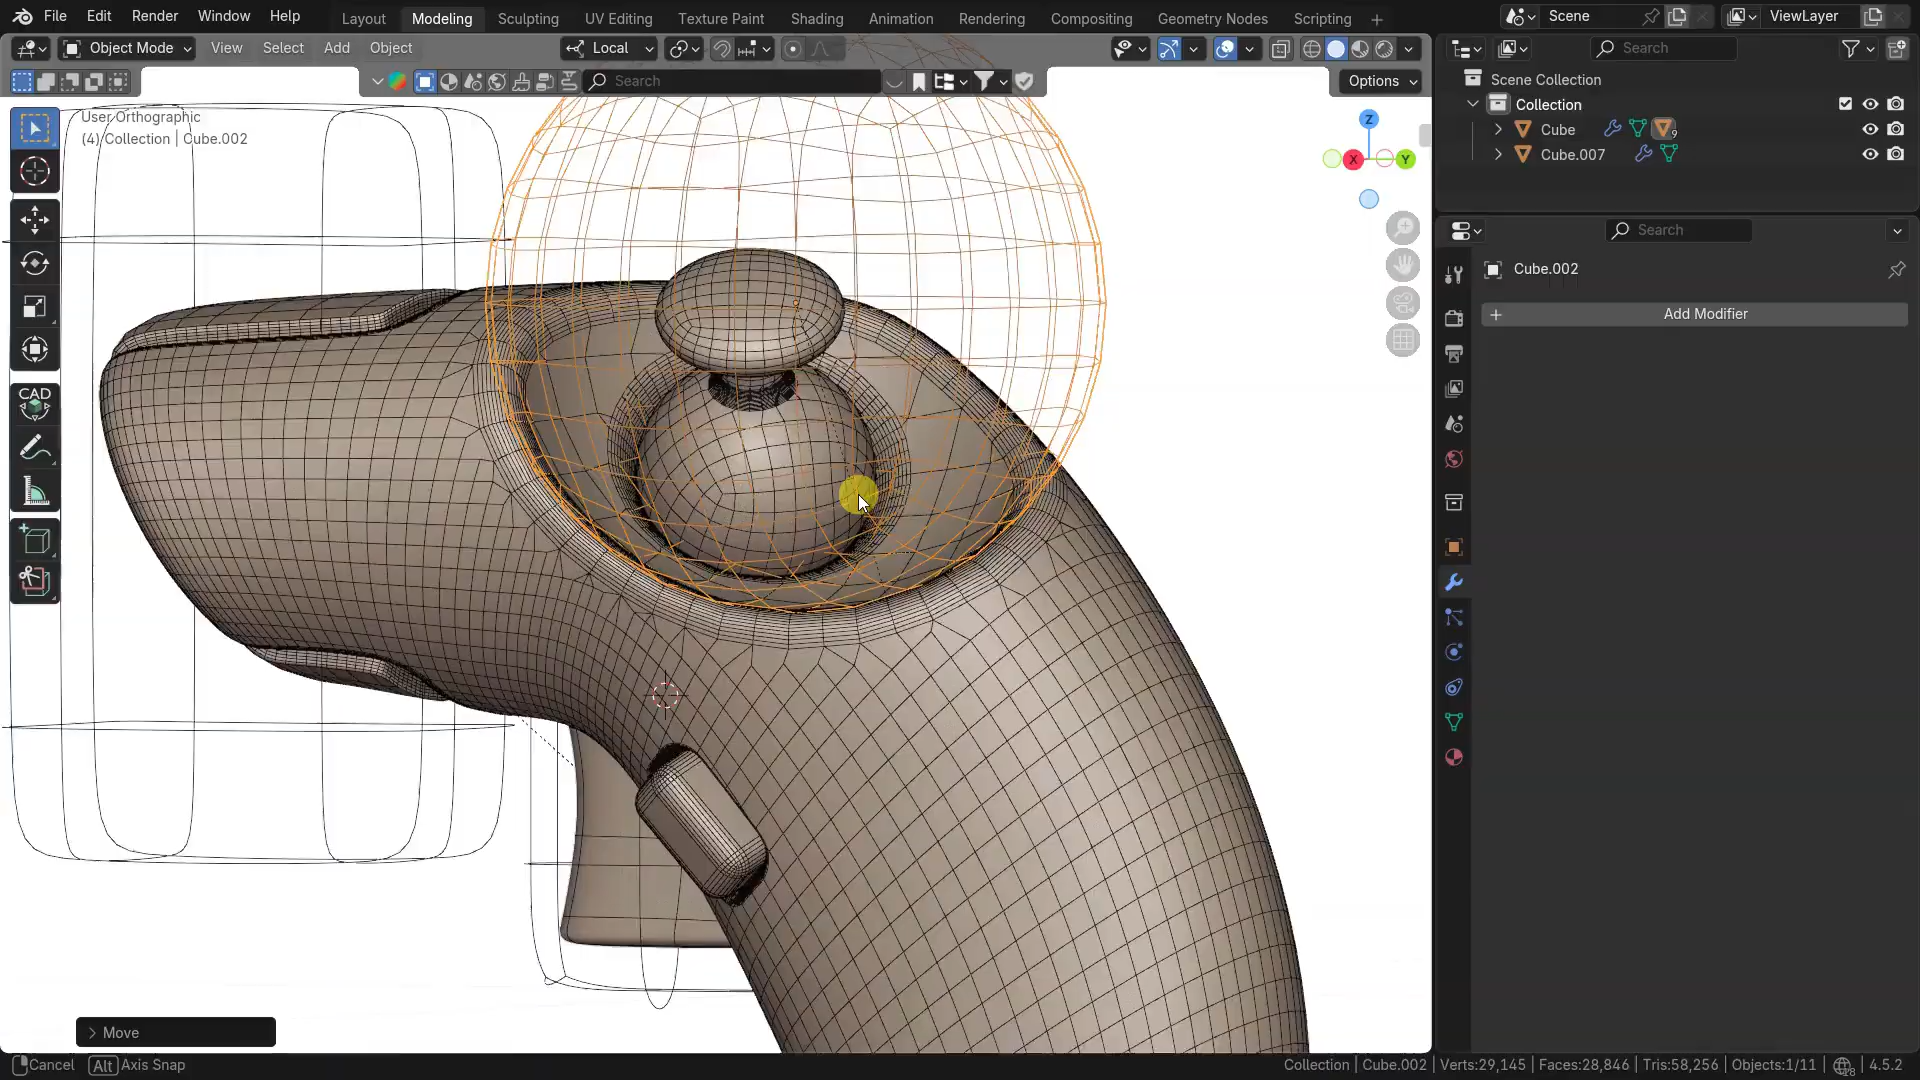 File Edit Render Window Help Layout Modeling Sculpting UV Editing Texture Paint Shading Animation Rendering Compositing Geometry Nodes Scripting + Scene ViewLayer
Object Mode View Select Add Object Local Search
Search Options
User Orthographic
(4) Collection | Cube.002
Z
X Y
CAD
Scene Collection
Collection
Cube 9
Cube.007
Search
Cube.002
+ Add Modifier
> Move
Cancel Alt Axis Snap Collection | Cube.002 | Verts:29,145 | Faces:28,846 | Tris:58,256 | Objects:1/11 | 4.5.2